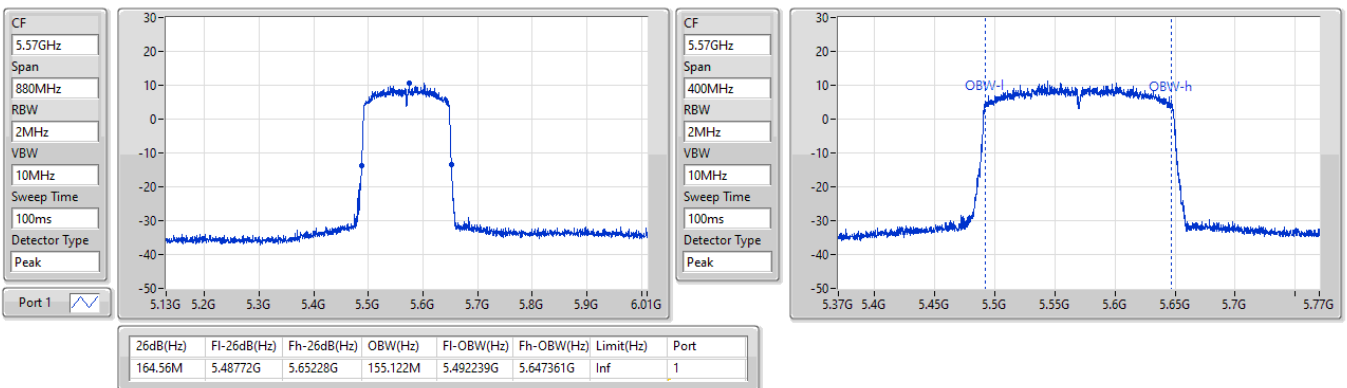 CF
5.57GHz
Span
880MHz
RBW
2MHz
VBW
10MHz
Sweep Time
100ms
Detector Type
Peak
Port 1
30
20
10
0
-10
-20
-30
-40
-50
5.13G 5.2G 5.3G 5.4G 5.5G 5.6G 5.7G 5.8G 5.9G 6.01G
CF
5.57GHz
Span
400MHz
RBW
2MHz
VBW
10MHz
Sweep Time
100ms
Detector Type
Peak
30
20
10
0
-10
-20
-30
-40
-50
OBW-l OBW-h
5.37G 5.4G 5.45G 5.5G 5.55G 5.6G 5.65G 5.7G 5.77G
26dB(Hz) Fl-26dB(Hz) Fh-26dB(Hz) OBW(Hz) Fl-OBW(Hz) Fh-OBW(Hz) Limit(Hz) Port
164.56M 5.48772G 5.65228G 155.122M 5.492239G 5.647361G Inf 1